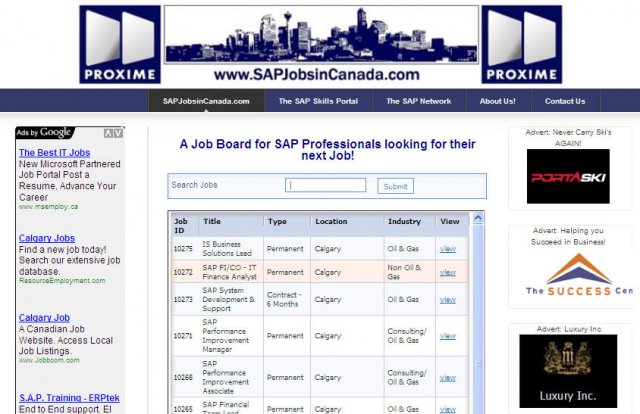 PROXIME
www.SAPJobsinCanada.com
PROXIME
SAPJobsinCanada.com The SAP Skills Portal The SAP Network About Us! Contact Us
Ads by Google
The Best IT Jobs
New Microsoft Partnered
Job Portal Post a
Resume, Advance Your
Career
www.msemploy.ca
Calgary Jobs
Find a new job today!
Search our extensive job
database.
ResourceEmployment.com
Calgary Job
A Canadian Job
Website. Access Local
Job Listings.
www.Jobboom.com
S.A.P. Training - ERPtek
End to End support. El
A Job Board for SAP Professionals looking for their
next Job!
Search Jobs Submit
Job ID Title Type Location Industry View
10275 IS Business Solutions Lead Permanent Calgary Oil & Gas view
10272 SAP FI/CO - IT Finance Analyst Permanent Calgary Non Oil & Gas view
10273 SAP System Development & Support Contract - 6 Months Calgary Oil & Gas view
10271 SAP Performance Improvement Manager Permanent Calgary Consulting/ Oil & Gas view
10268 SAP Performance Improvement Associate Permanent Calgary Consulting/ Oil & Gas view
10265 SAP Financial Team Lead Permanent Calgary Oil & Gas view
Advert: Never Carry Ski's
AGAIN!
PORTASKI
Advert: Helping you
Succeed in Business!
The SUCCESS Cen
Advert: Luxury Inc
Luxury Inc.